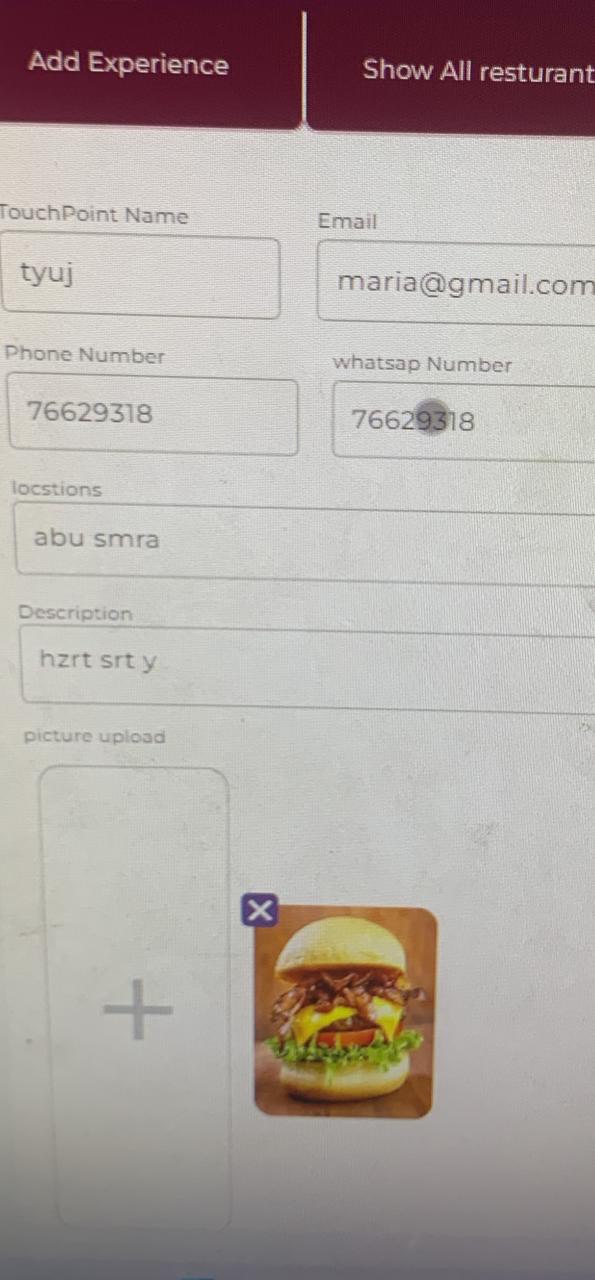 Add Experience
Show All resturant
TouchPoint Name
Email
tyuj
maria@gmail.com
Phone Number
whatsap Number
76629318
76629318
locstions
abu smra
Description
hzrt srt y
picture upload